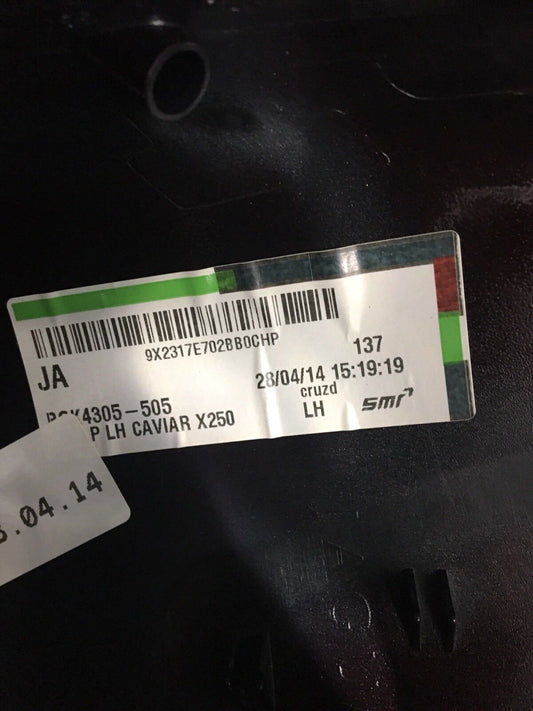 9X2317E702BB0CHP
137
JA
28/04/14 15:19:19
cruzd
LH
smr
LH CAVIAR X250
.04.14